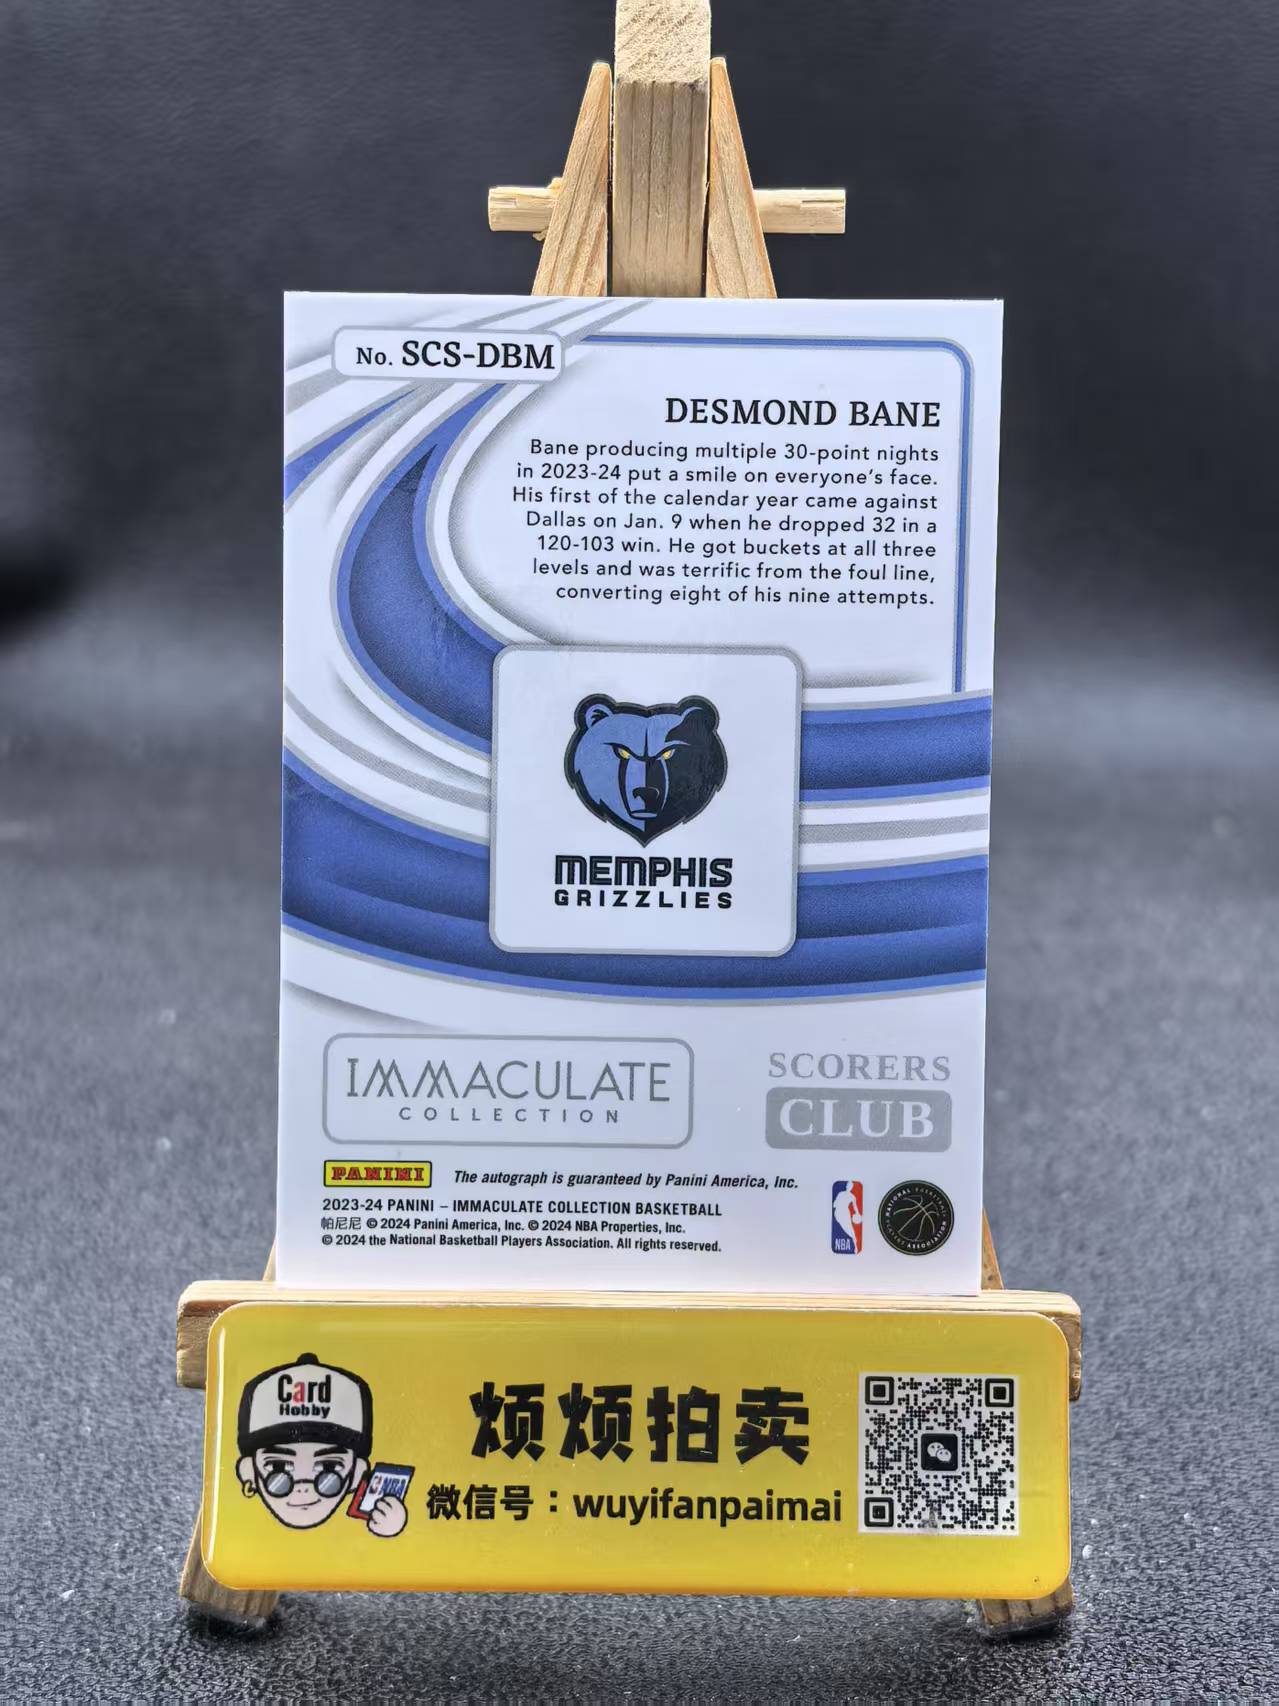 No. SCS-DBM
DESMOND BANE
Bane producing multiple 30-point nights
in 2023-24 put a smile on everyone's face.
His first of the calendar year came against
Dallas on Jan. 9 when he dropped 32 in a
120-103 win. He got buckets at all three
levels and was terrific from the foul line,
converting eight of his nine attempts.
MEMPHIS
GRIZZLIES
IMMACULATE
COLLECTION
SCORERS
CLUB
PANINI
The autograph is guaranteed by Panini America, Inc.
2023-24 PANINI – IMMACULATE COLLECTION BASKETBALL
帕尼尼 © 2024 Panini America, Inc. © 2024 NBA Properties, Inc.
© 2024 the National Basketball Players Association. All rights reserved.
NBA
NATIONAL BASKETBALL
PLAYERS ASSOCIATION
Card
Hobby
NBA
烦烦拍卖
微信号：wuyifanpaimai